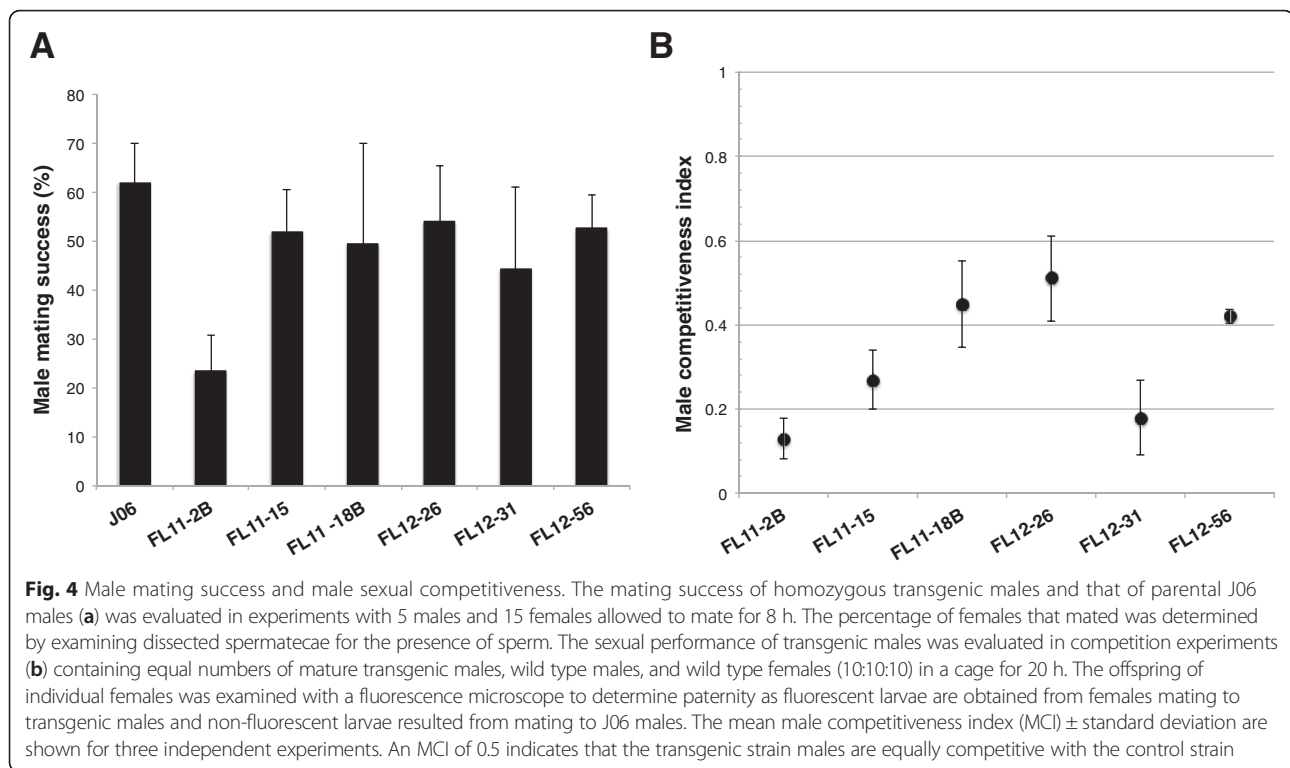 A
B
Male mating success (%)
80
70
60
50
40
30
20
10
0
J06
FL11-2B
FL11-15
FL11 -18B
FL12-26
FL12-31
FL12-56
Male competitiveness index
1
0.8
0.6
0.4
0.2
0
FL11-2B
FL11-15
FL11-18B
FL12-26
FL12-31
FL12-56
Fig. 4 Male mating success and male sexual competitiveness. The mating success of homozygous transgenic males and that of parental J06
males (a) was evaluated in experiments with 5 males and 15 females allowed to mate for 8 h. The percentage of females that mated was determined
by examining dissected spermatecae for the presence of sperm. The sexual performance of transgenic males was evaluated in competition experiments
(b) containing equal numbers of mature transgenic males, wild type males, and wild type females (10:10:10) in a cage for 20 h. The offspring of
individual females was examined with a fluorescence microscope to determine paternity as fluorescent larvae are obtained from females mating to
transgenic males and non-fluorescent larvae resulted from mating to J06 males. The mean male competitiveness index (MCI) ± standard deviation are
shown for three independent experiments. An MCI of 0.5 indicates that the transgenic strain males are equally competitive with the control strain